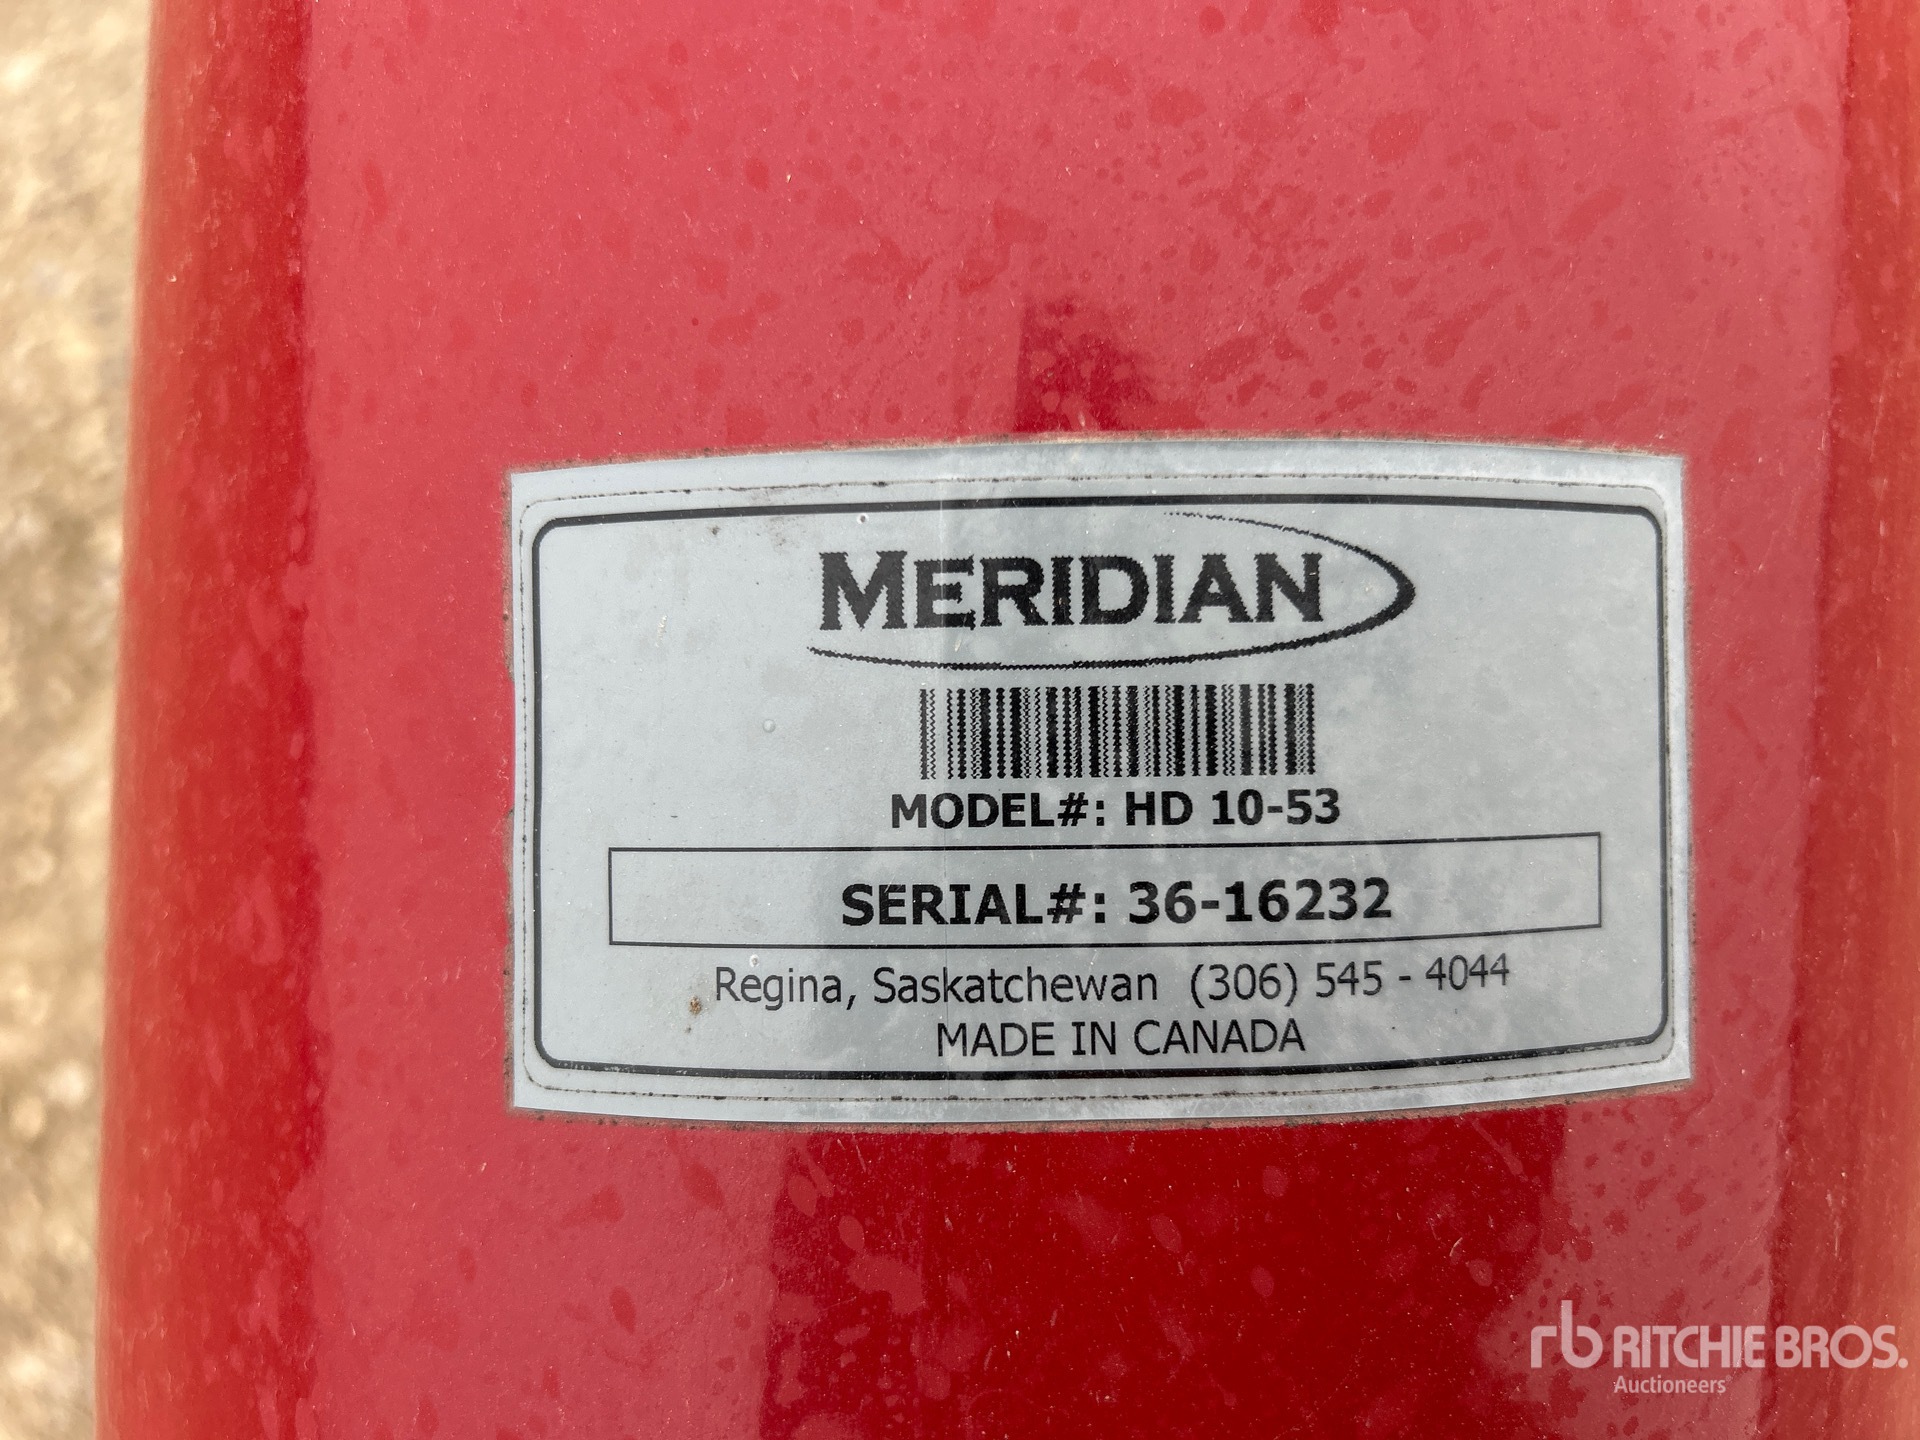 MERIDIAN
MODEL#: HD 10-53
SERIAL#: 36-16232
Regina, Saskatchewan (306) 545 - 4044
MADE IN CANADA
rb RITCHIE BROS.
Auctioneers